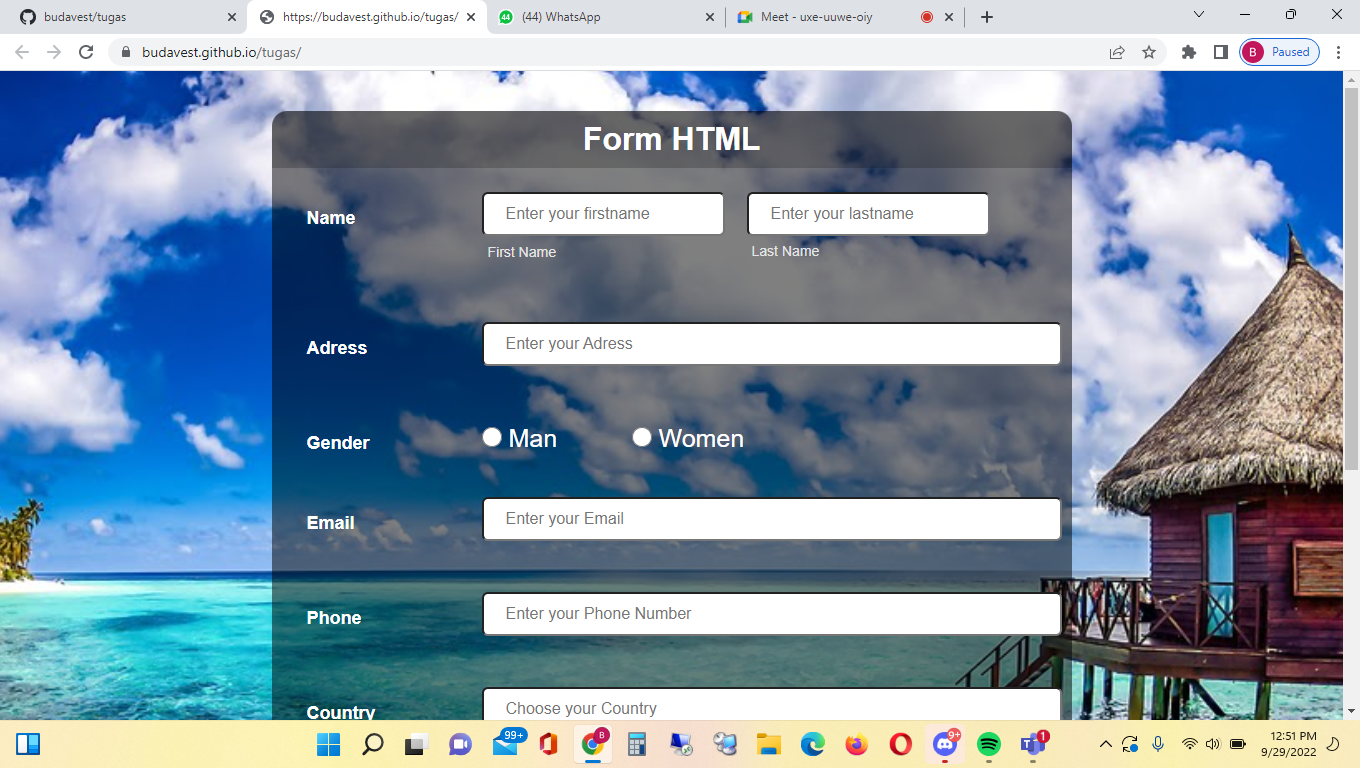 budavest/tugas
https://budavest.github.io/tugas/
44
(44) WhatsApp
Meet - uxe-uuwe-oiy
budavest.github.io/tugas/
B
Paused
Form HTML
Name
Enter your firstname
Enter your lastname
First Name
Last Name
Adress
Enter your Adress
Gender
Man
Women
Email
Enter your Email
Phone
Enter your Phone Number
Country
Choose your Country
99+
B
9+
1
12:51 PM
9/29/2022